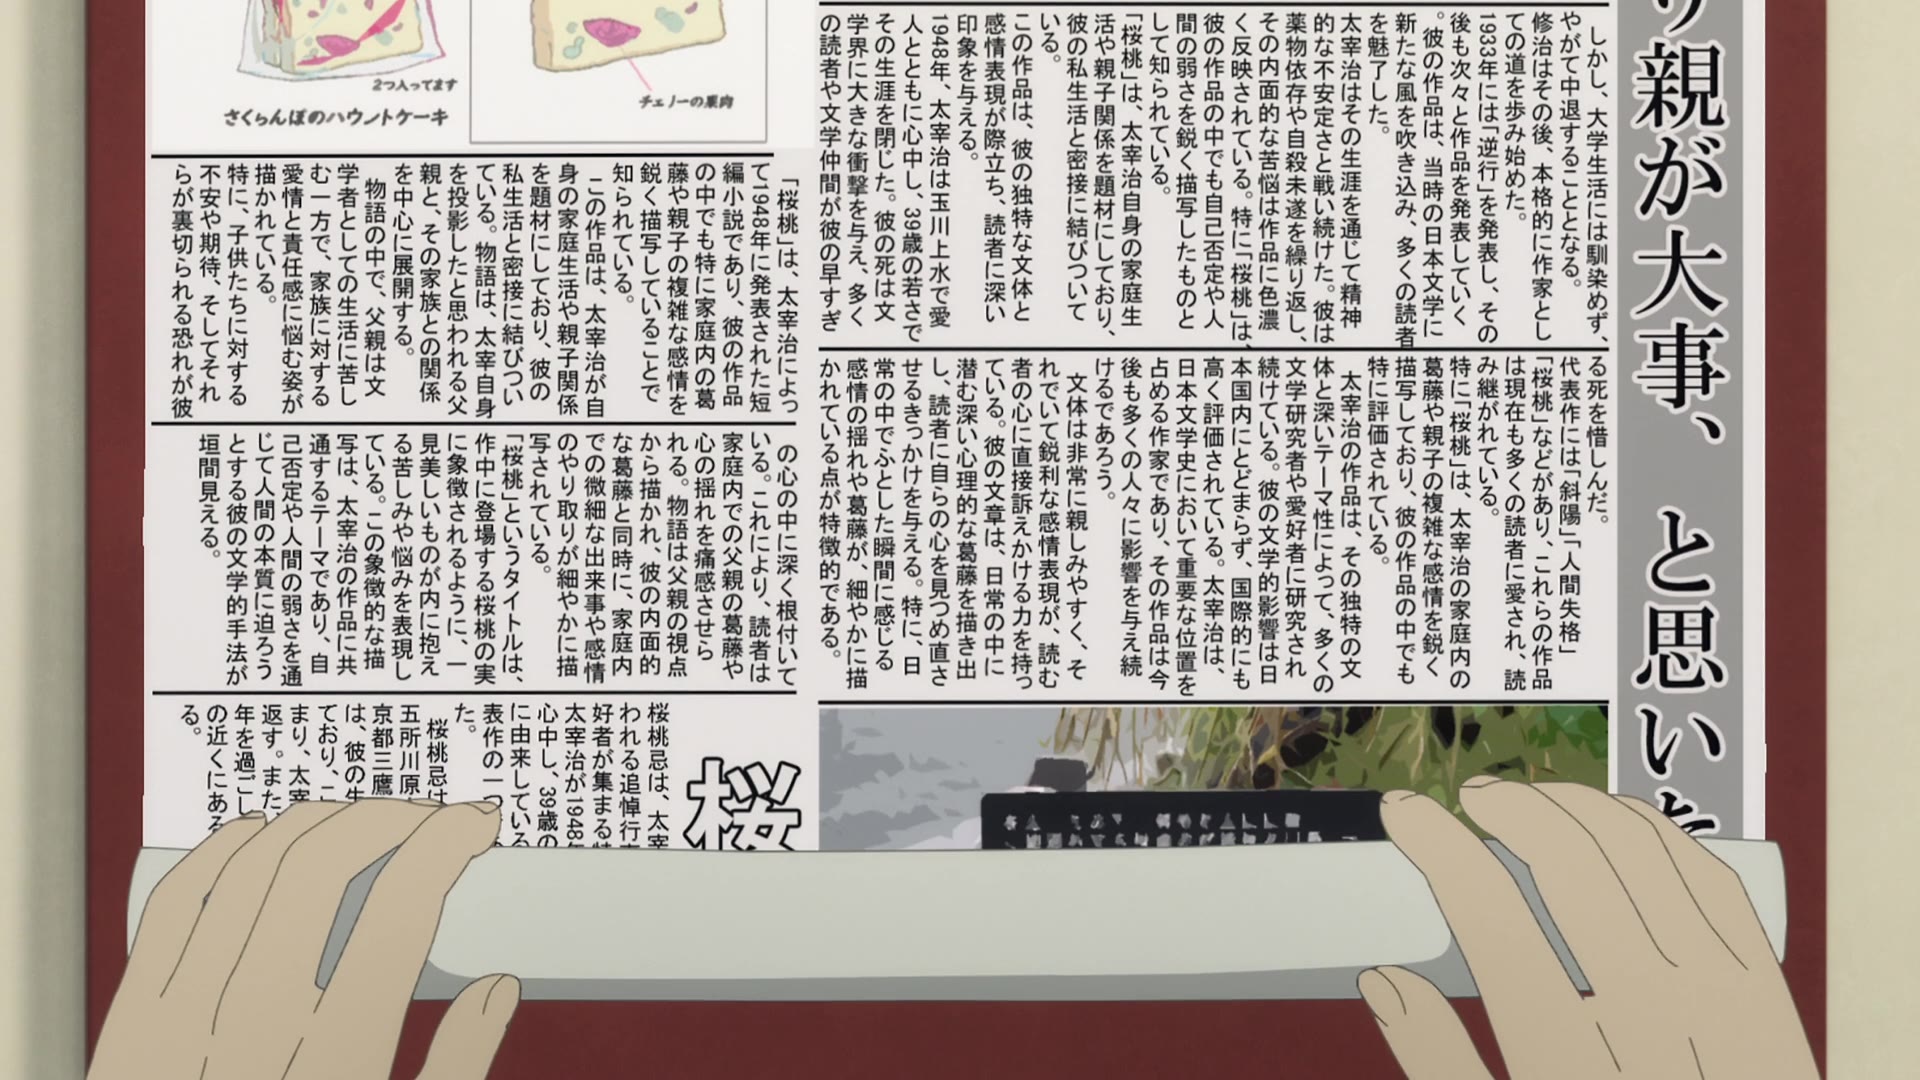 親が大事、と思い
しかし、大学生活には馴染めず、
やがて中退することとなる。
修治はその後、本格的に作家とし
ての道を歩み始めた。
1933年には「逆行」を発表し、その
後も次々と作品を発表していく
。彼の作品は、当時の日本文学に
新たな風を吹き込み、多くの読者
を魅了した。
太宰治はその生涯を通じて精神
的な不安定さと戦い続けた。彼は
薬物依存や自殺未遂を繰り返し、
その内面的な苦悩は作品に色濃
く反映されている。特に「桜桃」は、
彼の作品の中でも自己否定や人
間の弱さを鋭く描写したものと
して知られている。
「桜桃」は、太宰治自身の家庭生
活や親子関係を題材にしており、
彼の私生活と密接に結びついて
いる。
この作品は、彼の独特な文体と
感情表現が際立ち、読者に深い
印象を与える。
1948年、太宰治は玉川上水で愛
人とともに心中し、39歳の若さで
その生涯を閉じた。彼の死は文
学界に大きな衝撃を与え、多く
の読者や文学仲間が彼の早すぎ
る死を惜しんだ。
代表作には「斜陽」「人間失格」
「桜桃」などがあり、これらの作品
は現在も多くの読者に愛され、読
み継がれている。
特に「桜桃」は、太宰治の家庭内の
葛藤や親子の複雑な感情を鋭く
描写しており、彼の作品の中でも
特に評価されている。
太宰治の作品は、その独特の文
体と深いテーマ性によって、多くの
文学研究者や愛好者に研究され
続けている。彼の文学的影響は日
本国内にとどまらず、国際的にも
高く評価されている。太宰治は、
日本文学史において重要な位置を
占める作家であり、その作品は今
後も多くの人々に影響を与え続
けるであろう。
文体は非常に親しみやすく、そ
れでいて鋭利な感情表現が、読む
者の心に直接訴えかける力を持っ
ている。彼の文章は、日常の中に
潜む深い心理的な葛藤を描き出
し、読者に自らの心を見つめ直さ
せるきっかけを与える。特に、日
常の中でふとした瞬間に感じる
感情の揺れや葛藤が、細やかに描
かれている点が特徴的である。
2つ入ってます
さくらんぼのパウンドケーキ
チェリーの果肉
「桜桃」は、太宰治によっ
て1948年に発表された短
編小説であり、彼の作品
の中でも特に家庭内の葛
藤や親子の複雑な感情を
鋭く描写していることで
知られている。
この作品は、太宰治が自
身の家庭生活や親子関係
を題材にしており、彼の
私生活と密接に結びつい
ている。物語は、太宰自身
を投影したと思われる父
親と、その家族との関係
を中心に展開する。
物語の中で、父親は文
学者としての生活に苦し
む一方で、家族に対する
愛情と責任感に悩む姿が
描かれている。
特に、子供たちに対する
不安や期待、そしてそれ
らが裏切られる恐れが彼
の心の中に深く根付いて
いる。これにより、読者は
家庭内での父親の葛藤や
心の揺れを痛感させら
れる。物語は父親の視点
から描かれ、彼の内面的
な葛藤と同時に、家庭内
での微細な出来事や感情
のやり取りが細やかに描
写されている。
「桜桃」というタイトルは、
作中に登場する桜桃の実
に象徴されるように、一
見美しいものが内に抱え
る苦しみや悩みを表現し
ている。この象徴的な描
写は、太宰治の作品に共
通するテーマであり、自
己否定や人間の弱さを通
じて人間の本質に迫ろう
とする彼の文学的手法が
垣間見える。
桜
桜桃忌は、太宰
われる追悼行
好者が集まる特
太宰治が1948年
心中し、39歳の
に由来している
表作の一つ
た。
桜桃忌は
五所川原
京都三鷹
は、彼の生
ており、こ
まり、太宰
返す。また、
年を過ごし
の近くにある
る。